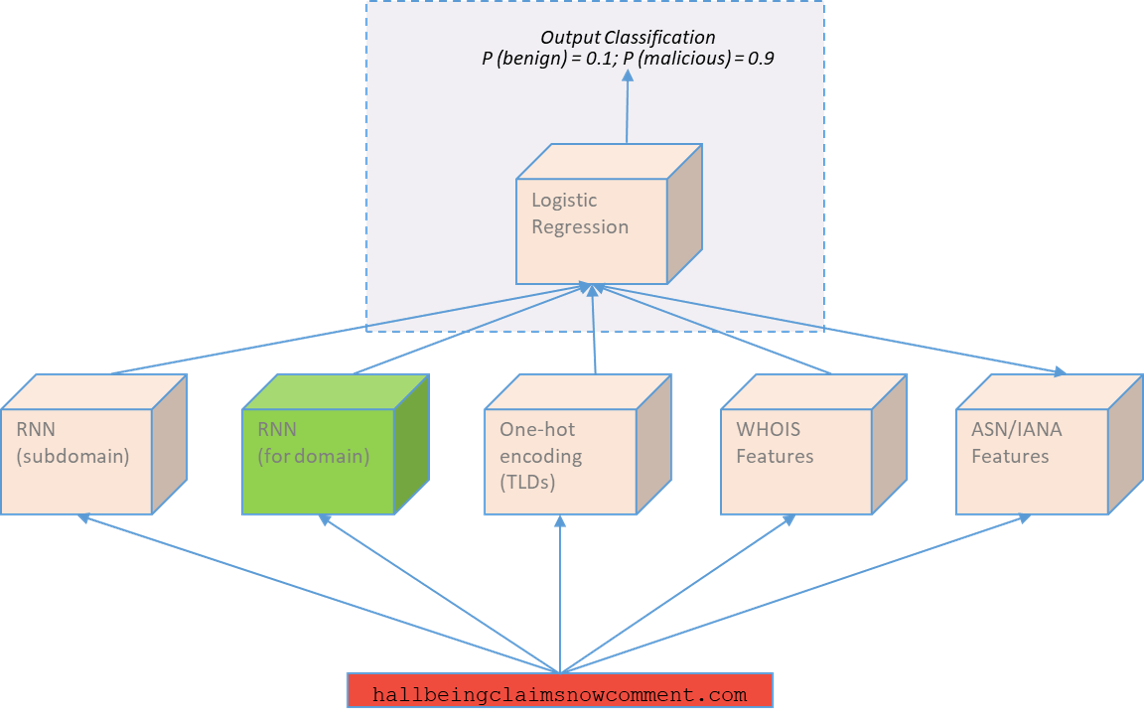 Output Classification
P (benign) = 0.1; P (malicious) = 0.9
Logistic
Regression
RNN
(subdomain)
RNN
(for domain)
One-hot
encoding
(TLDs)
WHOIS
Features
ASN/IANA
Features
hallbeingclaimsnowcomment.com